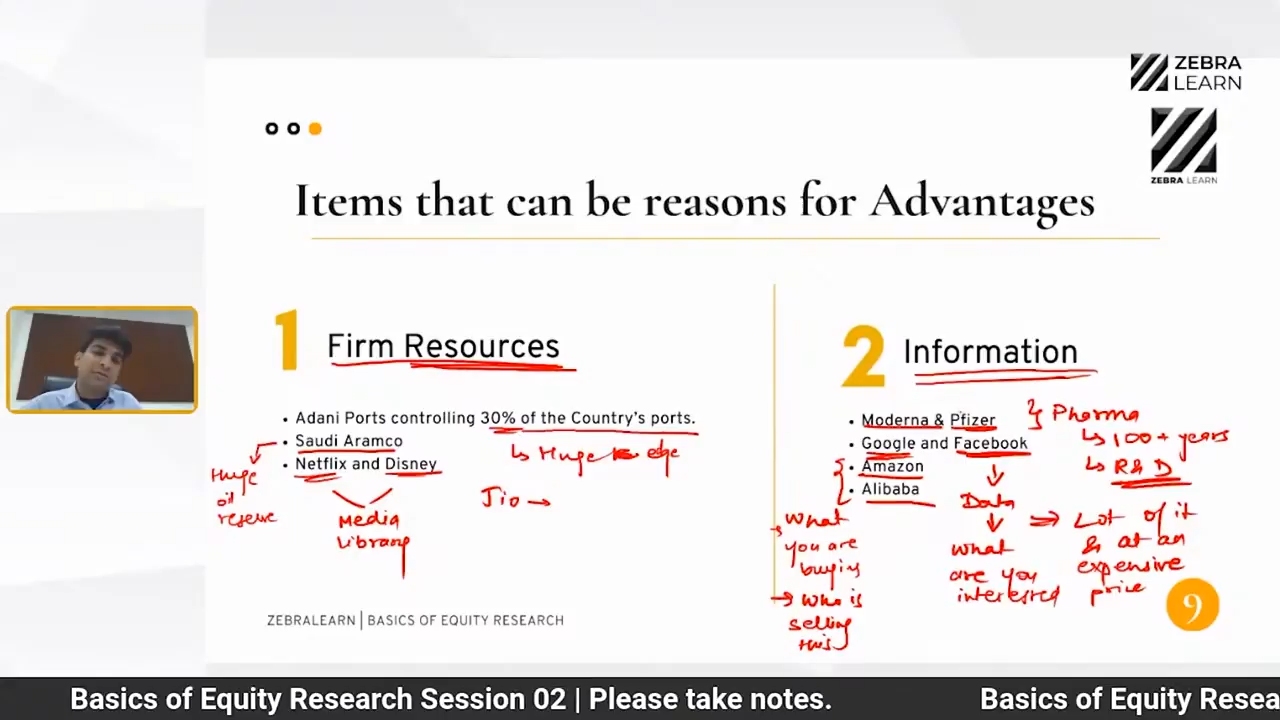 ZEBRA
LEARN
ZEBRA LEARN
Items that can be reasons for Advantages
1 Firm Resources
• Adani Ports controlling 30% of the Country's ports.
• Saudi Aramco
• Netflix and Disney
Huge
oil
reserve
Media
Library
↳ Huge edge
Jio →
2 Information
• Moderna & Pfizer
• Google and Facebook
• Amazon
• Alibaba
Pharma
↳ 100+ years
↳ R&D
Data
What
are you
interested
⇒ Lot of it
& at an
expensive
price
→ What
you are
buying
→ Who is
selling
this
ZEBRALEARN | BASICS OF EQUITY RESEARCH
9
Basics of Equity Research Session 02 | Please take notes.
Basics of Equity Resea